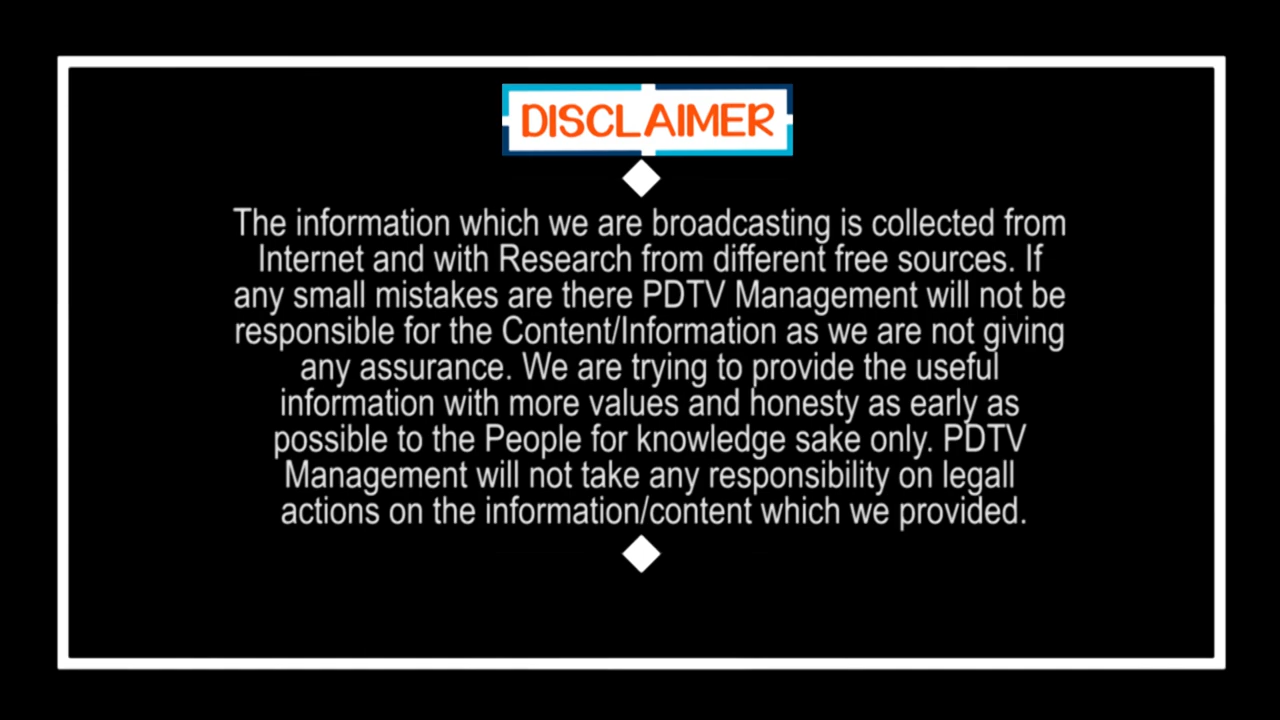 DISCLAIMER
The information which we are broadcasting is collected from
Internet and with Research from different free sources. If
any small mistakes are there PDTV Management will not be
responsible for the Content/Information as we are not giving
any assurance. We are trying to provide the useful
information with more values and honesty as early as
possible to the People for knowledge sake only. PDTV
Management will not take any responsibility on legall
actions on the information/content which we provided.